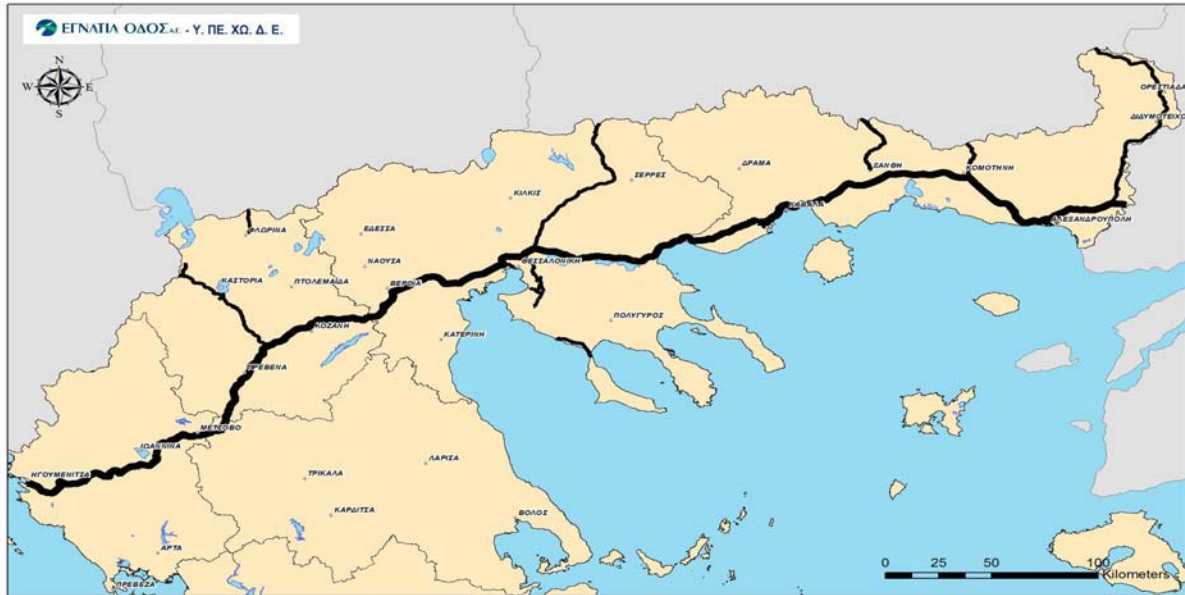 ΕΓΝΑΤΙΑ ΟΔΟΣ Α.Ε. - Υ. ΠΕ. ΧΩ. Δ. Ε.
N
W E
S
ΟΡΕΣΤΙΑΔΑ
ΔΙΔΥΜΟΤΕΙΧΟ
ΔΡΑΜΑ
ΞΑΝΘΗ
ΚΟΜΟΤΗΝΗ
ΣΕΡΡΕΣ
ΚΙΛΚΙΣ
ΚΑΒΑΛΑ
ΑΛΕΞΑΝΔΡΟΥΠΟΛΗ
ΦΛΩΡΙΝΑ
ΕΔΕΣΣΑ
ΝΑΟΥΣΑ
ΘΕΣΣΑΛΟΝΙΚΗ
ΚΑΣΤΟΡΙΑ
ΠΤΟΛΕΜΑΪΔΑ
ΒΕΡΟΙΑ
ΠΟΛΥΓΥΡΟΣ
ΚΟΖΑΝΗ
ΚΑΤΕΡΙΝΗ
ΓΡΕΒΕΝΑ
ΜΕΤΣΟΒΟ
ΙΩΑΝΝΙΝΑ
ΗΓΟΥΜΕΝΙΤΣΑ
ΛΑΡΙΣΑ
ΤΡΙΚΑΛΑ
ΚΑΡΔΙΤΣΑ
ΒΟΛΟΣ
ΑΡΤΑ
ΠΡΕΒΕΖΑ
0 25 50 100
Kilometers